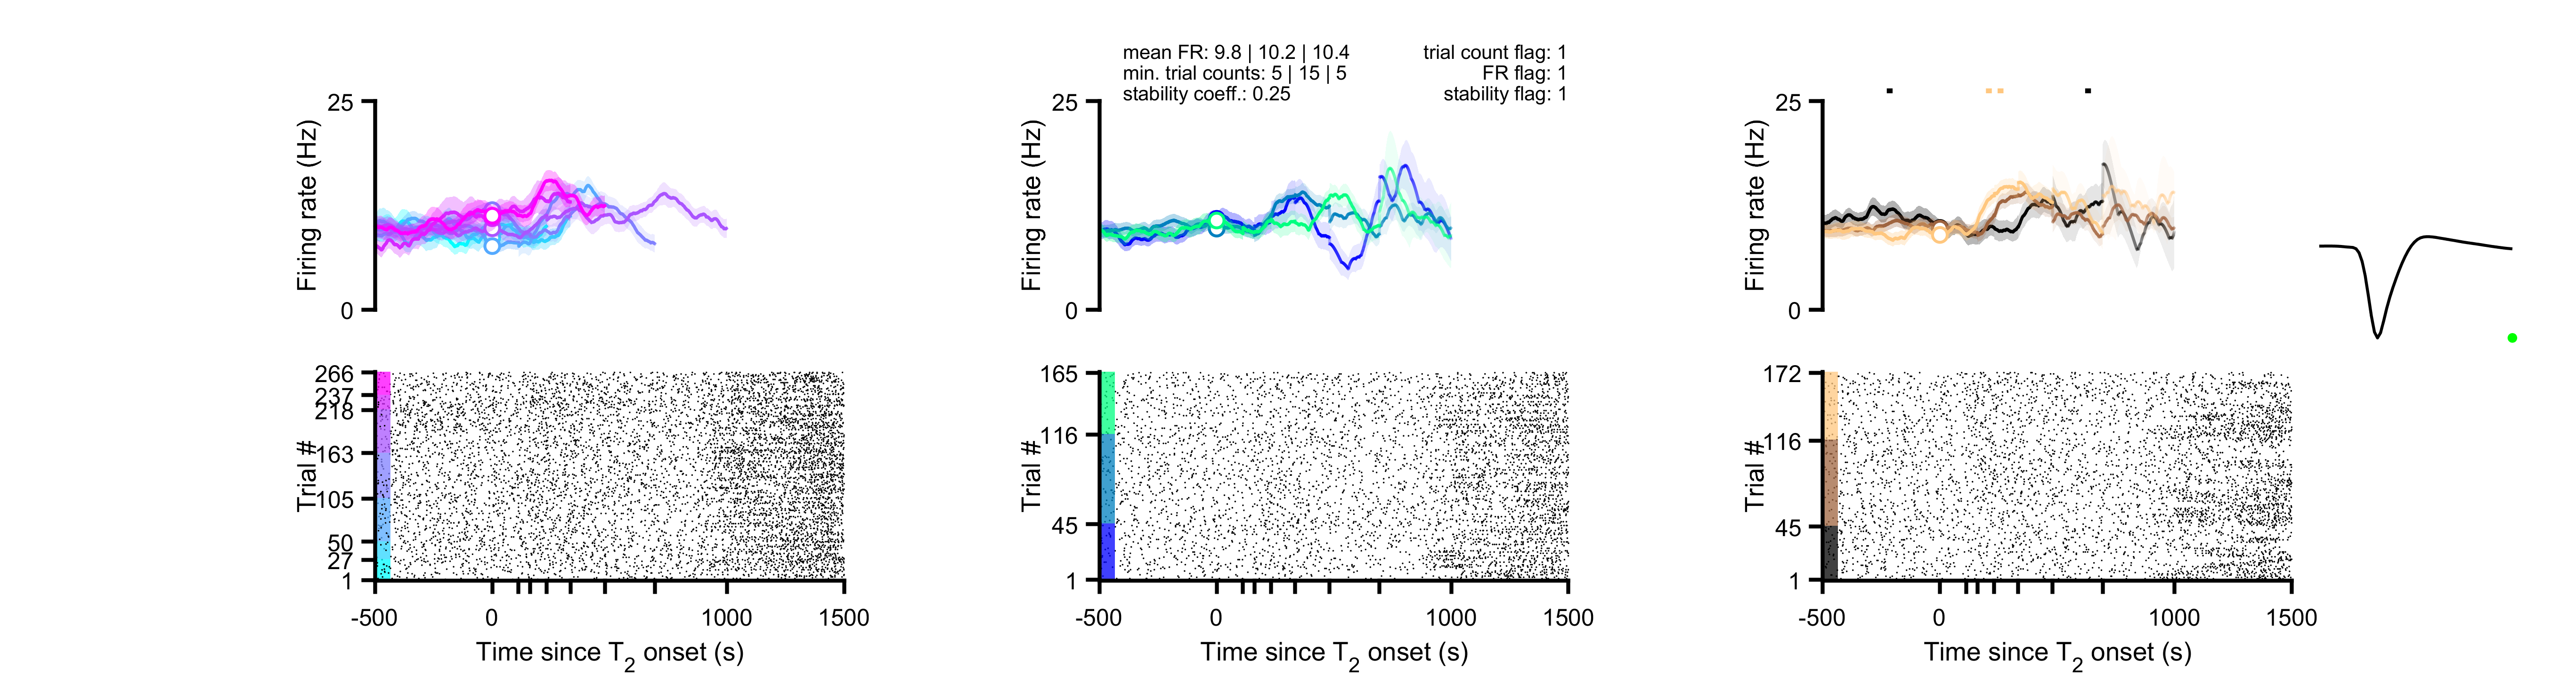 mean FR: 9.8 | 10.2 | 10.4
min. trial counts: 5 | 15 | 5
stability coeff.: 0.25
trial count flag: 1
FR flag: 1
stability flag: 1
25
Firing rate (Hz)
0
25
Firing rate (Hz)
0
25
Firing rate (Hz)
0
266
237
218
163
105
50
27
1
Trial #
-500
0
1000
1500
Time since T2 onset (s)
165
116
45
1
Trial #
-500
0
1000
1500
Time since T2 onset (s)
172
116
45
1
Trial #
-500
0
1000
1500
Time since T2 onset (s)